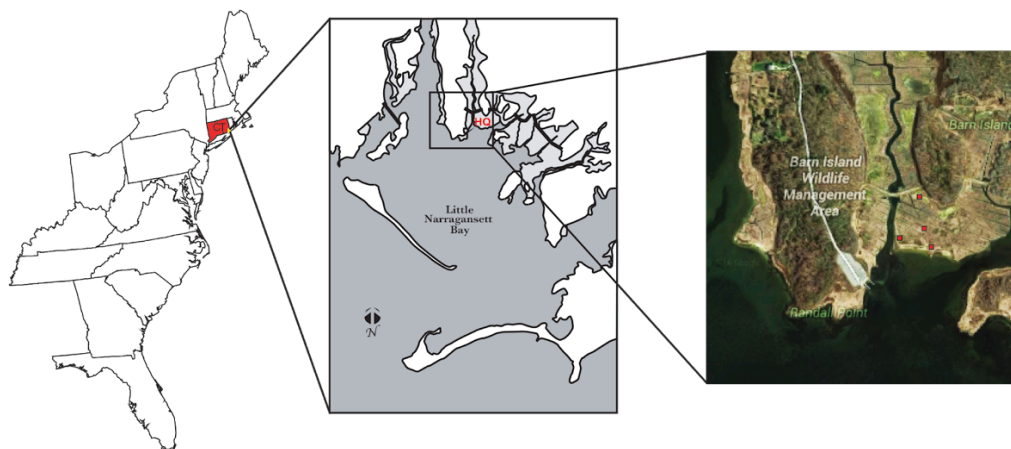 CT
HQ
Little
Narragansett
Bay
N
Barn Island
Wildlife
Management
Area
Barn Island
Randall Point